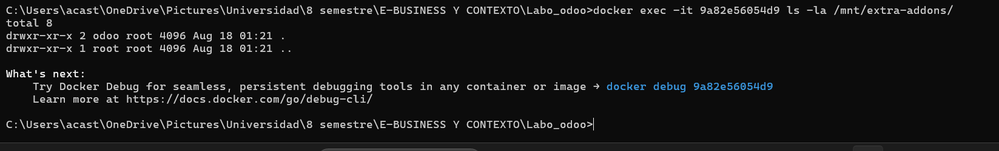 C:\Users\acast\OneDrive\Pictures\Universidad\8 semestre\E-BUSINESS Y CONTEXTO\Labo_odoo>docker exec -it 9a82e56054d9 ls -la /mnt/extra-addons/
total 8
drwxr-xr-x 2 odoo root 4096 Aug 18 01:21 .
drwxr-xr-x 1 root root 4096 Aug 18 01:21 ..
What's next:
Try Docker Debug for seamless, persistent debugging tools in any container or image → docker debug 9a82e56054d9
Learn more at https://docs.docker.com/go/debug-cli/
C:\Users\acast\OneDrive\Pictures\Universidad\8 semestre\E-BUSINESS Y CONTEXTO\Labo_odoo>